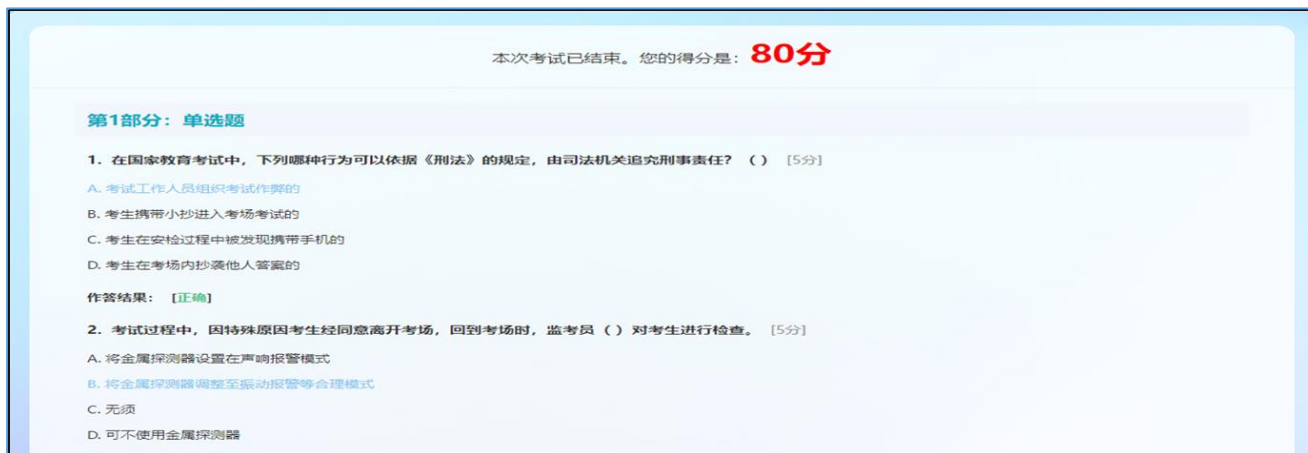 本次考试已结束。您的得分是：80分
第1部分：单选题
1. 在国家教育考试中，下列哪种行为可以依据《刑法》的规定，由司法机关追究刑事责任？（ ） [5分]
A. 考试工作人员组织考试作弊的
B. 考生携带小抄进入考场考试的
C. 考生在安检过程中被发现携带手机的
D. 考生在考场内抄袭他人答案的
作答结果： [正确]
2. 考试过程中，因特殊原因考生经同意离开考场，回到考场时，监考员（ ）对考生进行检查。 [5分]
A. 将金属探测器设置在声响报警模式
B. 将金属探测器调整至振动报警等合理模式
C. 无须
D. 可不使用金属探测器